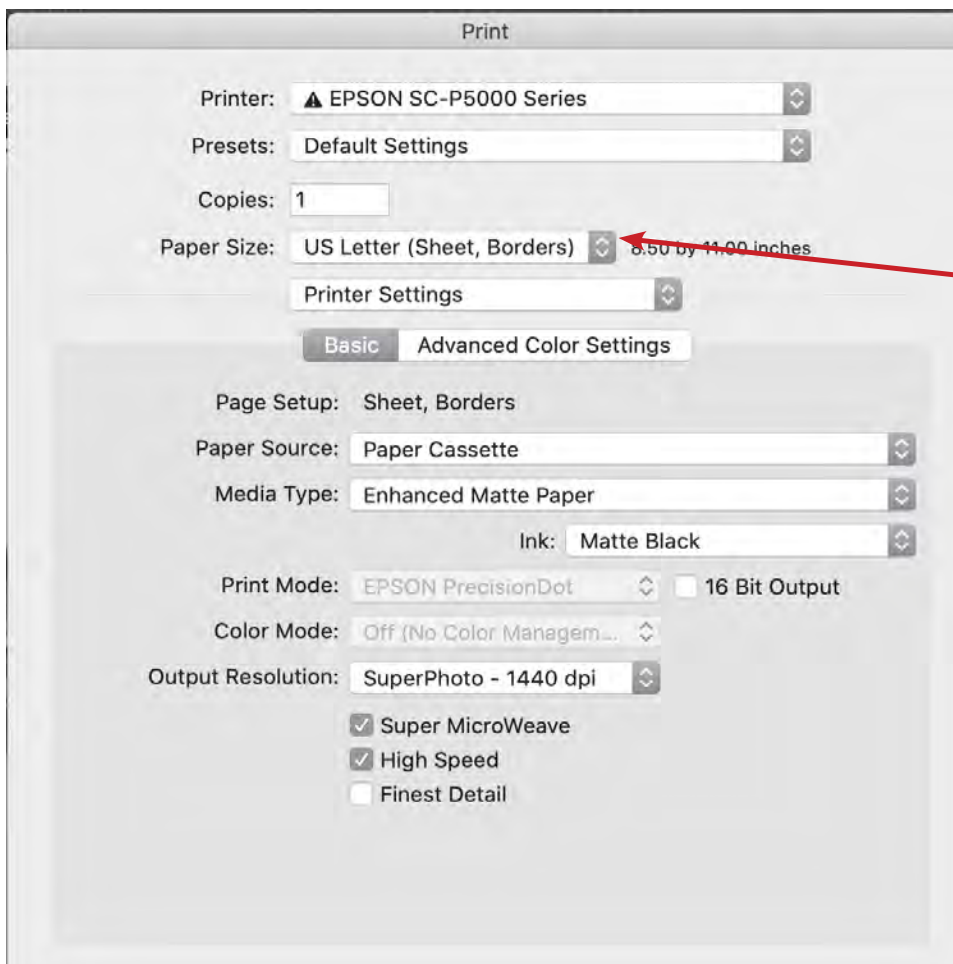 Print
Printer: EPSON SC-P5000 Series
Presets: Default Settings
Copies: 1
Paper Size: US Letter (Sheet, Borders) 8.50 by 11.00 inches
Printer Settings
Basic Advanced Color Settings
Page Setup: Sheet, Borders
Paper Source: Paper Cassette
Media Type: Enhanced Matte Paper
Ink: Matte Black
Print Mode: EPSON PrecisionDot 16 Bit Output
Color Mode: Off (No Color Managem...
Output Resolution: SuperPhoto - 1440 dpi
Super MicroWeave
High Speed
Finest Detail